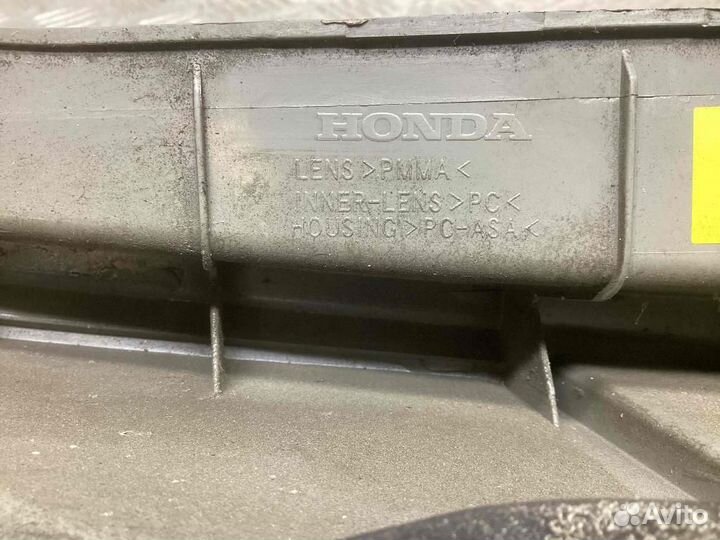 HONDA
LENS>PMMA<
INNER-LENS>PC<
HOUSING>PC-ASA<
Avito